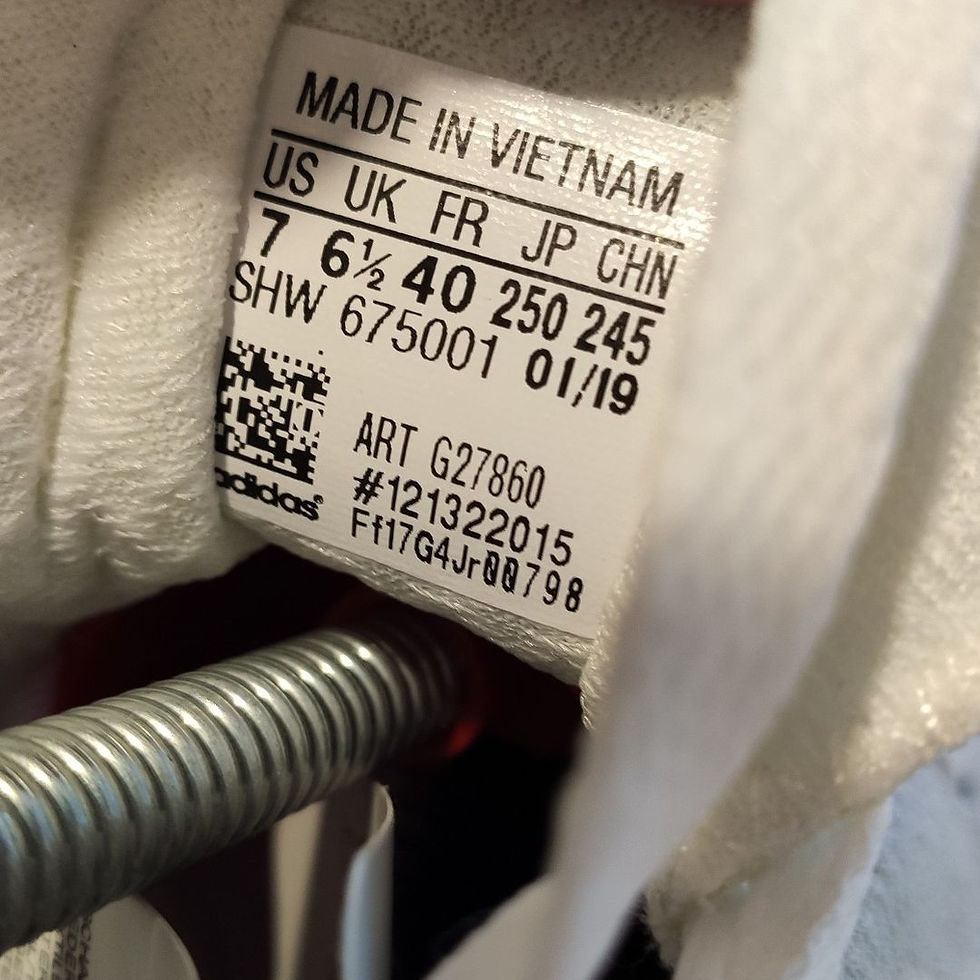 MADE IN VIETNAM
US UK FR JP CHN
7 6½ 40 250 245
SHW 675001 01/19
ART G27860
#121322015
Ff17G4Jr00798
adidas®